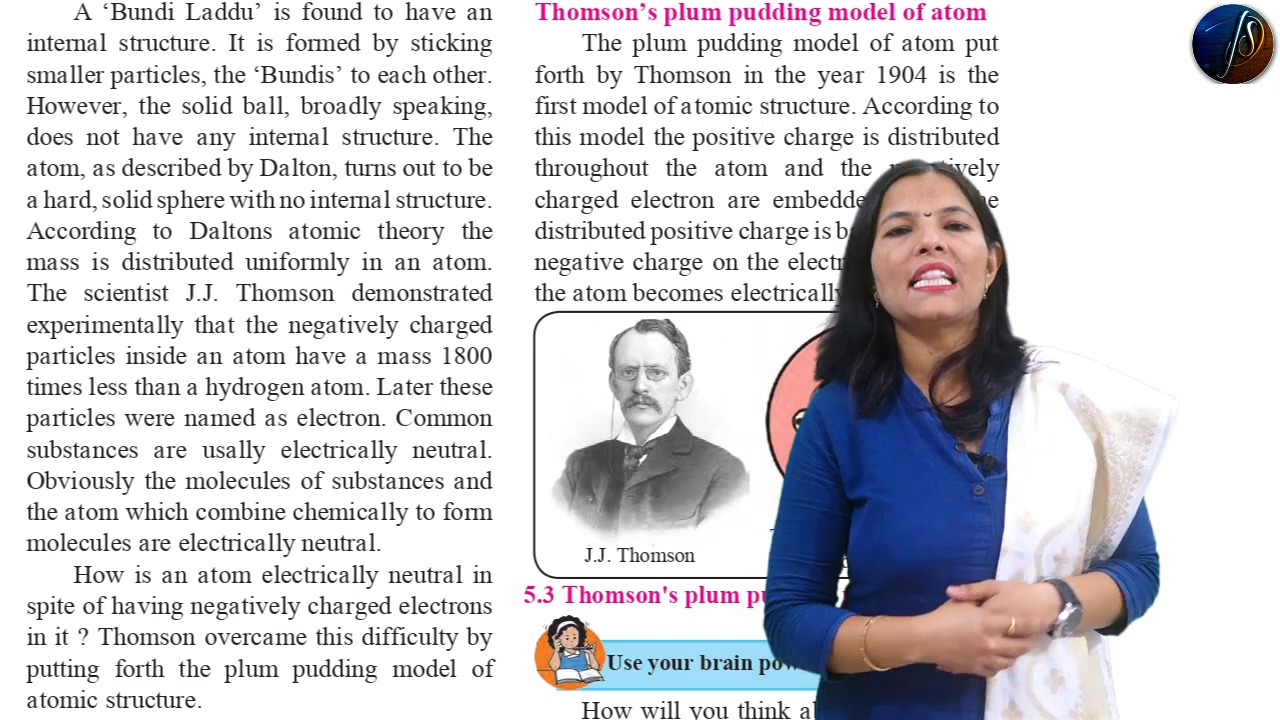 A ‘Bundi Laddu’ is found to have an
internal structure. It is formed by sticking
smaller particles, the ‘Bundis’ to each other.
However, the solid ball, broadly speaking,
does not have any internal structure. The
atom, as described by Dalton, turns out to be
a hard, solid sphere with no internal structure.
According to Daltons atomic theory the
mass is distributed uniformly in an atom.
The scientist J.J. Thomson demonstrated
experimentally that the negatively charged
particles inside an atom have a mass 1800
times less than a hydrogen atom. Later these
particles were named as electron. Common
substances are usally electrically neutral.
Obviously the molecules of substances and
the atom which combine chemically to form
molecules are electrically neutral.
How is an atom electrically neutral in
spite of having negatively charged electrons
in it ? Thomson overcame this difficulty by
putting forth the plum pudding model of
atomic structure.
Thomson’s plum pudding model of atom
The plum pudding model of atom put
forth by Thomson in the year 1904 is the
first model of atomic structure. According to
this model the positive charge is distributed
throughout the atom and the
charged electron are
distributed positive charge is
negative charge on the
the atom becomes electrically
J.J. Thomson
5.3 Thomson's plum
Use your brain
How will you think